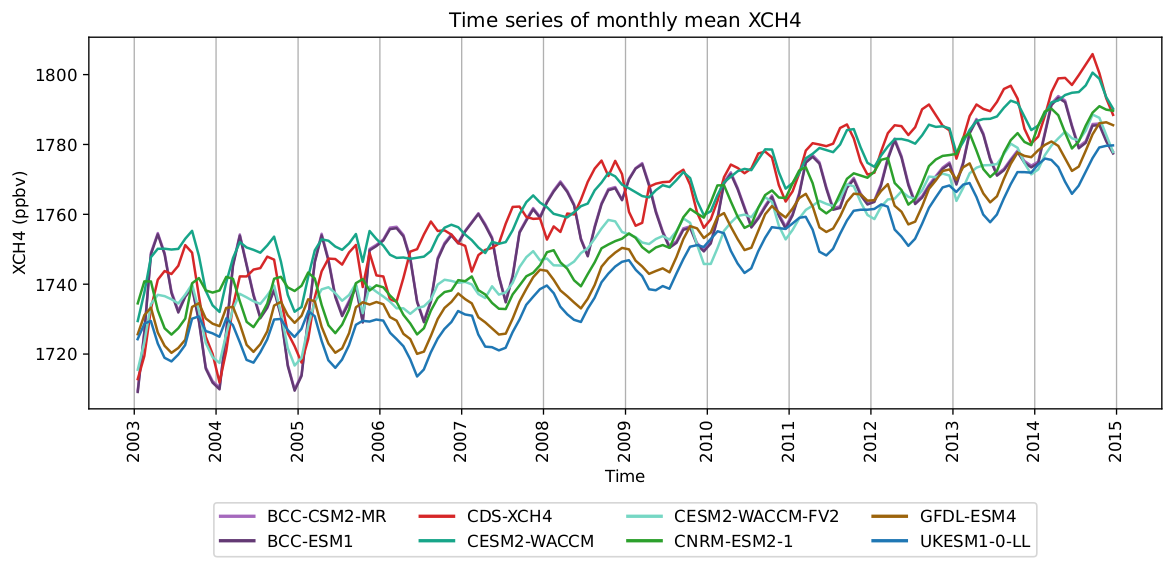 Time series of monthly mean XCH4
XCH4 (ppbv)
1800
1780
1760
1740
1720
2003 2004 2005 2006 2007 2008 2009 2010 2011 2012 2013 2014 2015
Time
BCC-CSM2-MR CDS-XCH4 CESM2-WACCM-FV2 GFDL-ESM4
BCC-ESM1 CESM2-WACCM CNRM-ESM2-1 UKESM1-0-LL